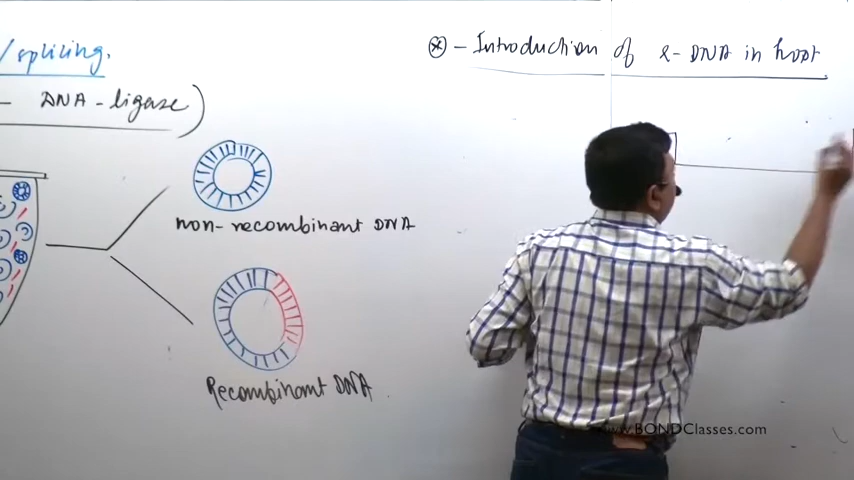 /splicing.
- DNA-ligase)
non-recombinant DNA
Recombinant DNA
- Introduction of r-DNA in host
www.BONDClasses.com